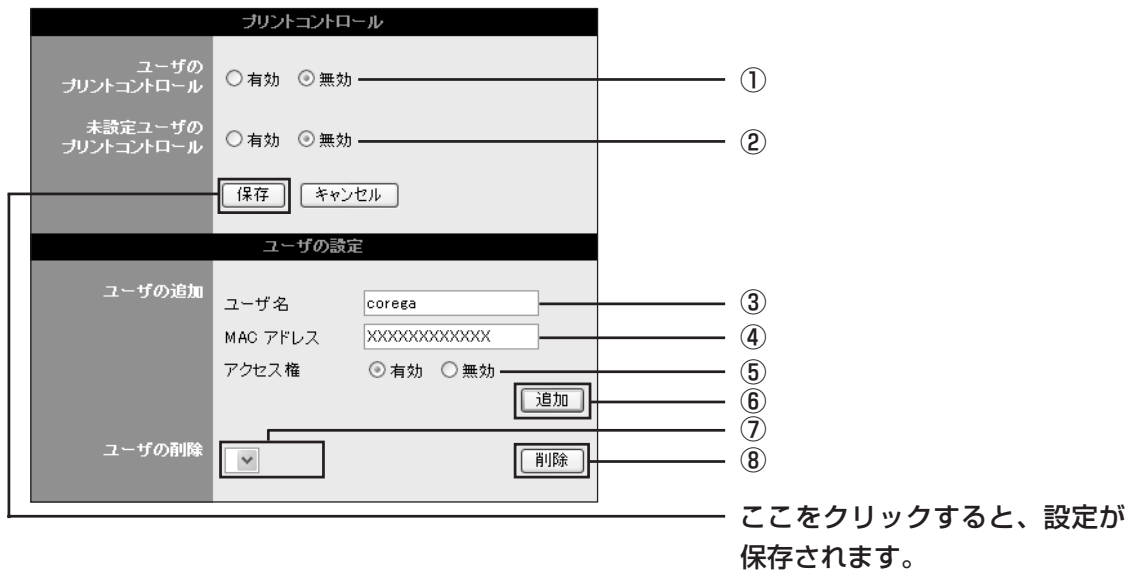 プリントコントロール
ユーザの
プリントコントロール
有効 無効
①
未設定ユーザの
プリントコントロール
有効 無効
②
保存 キャンセル
ユーザの設定
ユーザの追加
ユーザ名 corega
③
MAC アドレス XXXXXXXXXXXX
④
アクセス権 有効 無効
⑤
追加
⑥
⑦
ユーザの削除
削除
⑧
ここをクリックすると、設定が
保存されます。